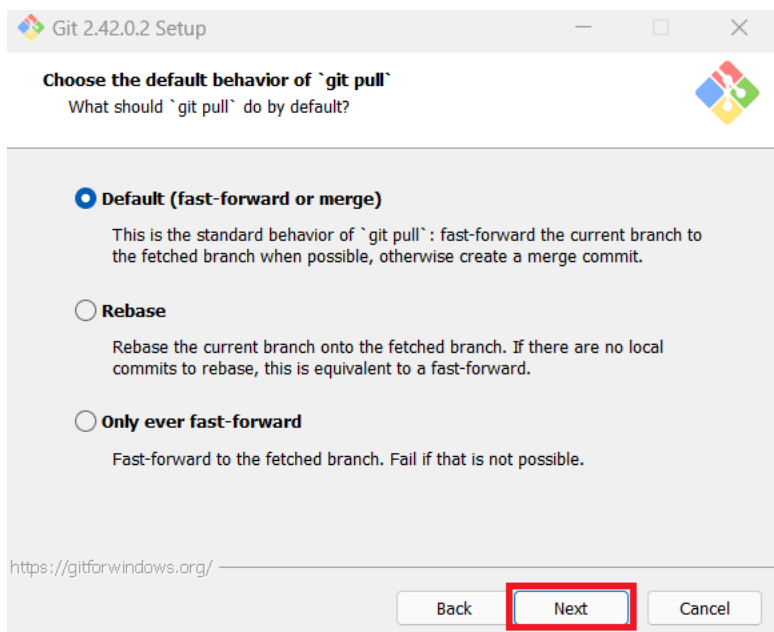 Git 2.42.0.2 Setup
Choose the default behavior of `git pull`
What should `git pull` do by default?
Default (fast-forward or merge)
This is the standard behavior of `git pull`: fast-forward the current branch to
the fetched branch when possible, otherwise create a merge commit.
Rebase
Rebase the current branch onto the fetched branch. If there are no local
commits to rebase, this is equivalent to a fast-forward.
Only ever fast-forward
Fast-forward to the fetched branch. Fail if that is not possible.
https://gitforwindows.org/
Back Next Cancel